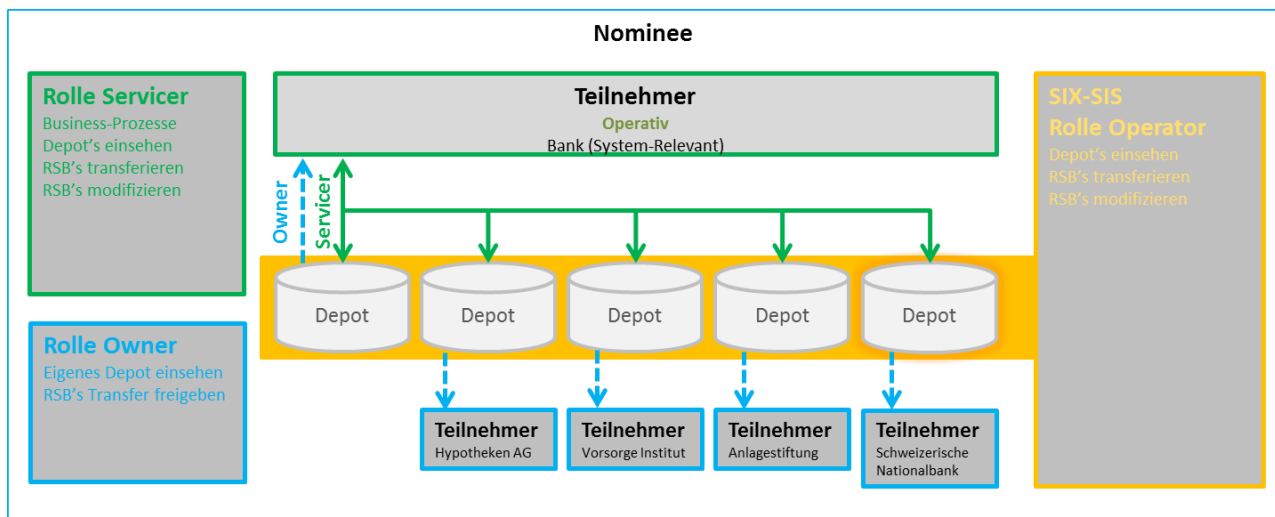 Nominee
Rolle Servicer
Business-Prozesse
Depot's einsehen
RSB's transferieren
RSB's modifizieren
Teilnehmer
Operativ
Bank (System-Relevant)
SIX-SIS
Rolle Operator
Depot's einsehen
RSB's transferieren
RSB's modifizieren
Owner
Servicer
Depot
Depot
Depot
Depot
Depot
Rolle Owner
Eigenes Depot einsehen
RSB's Transfer freigeben
Teilnehmer
Hypotheken AG
Teilnehmer
Vorsorge Institut
Teilnehmer
Anlagestiftung
Teilnehmer
Schweizerische
Nationalbank